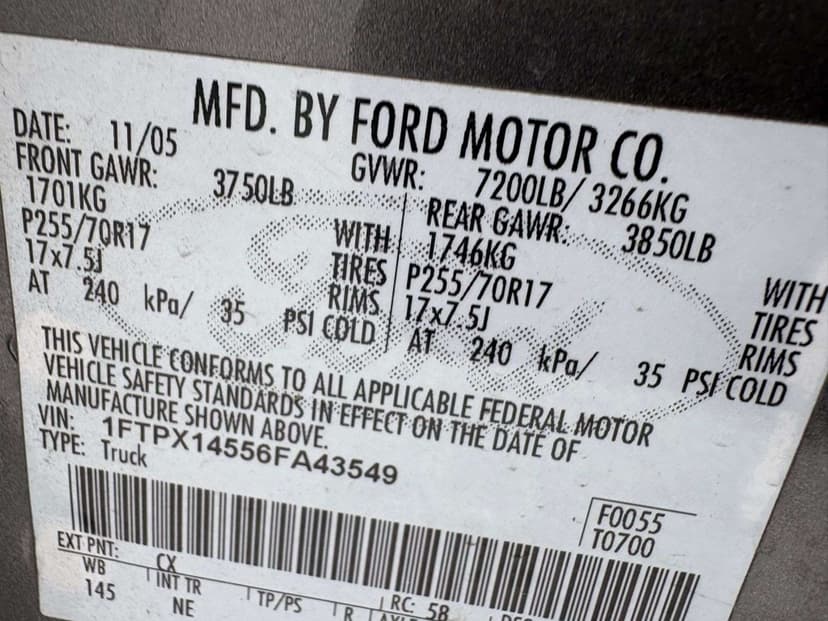 MFD. BY FORD MOTOR CO.
DATE: 11/05 GVWR: 7200LB/ 3266KG
FRONT GAWR: 3750LB REAR GAWR: 3850LB
1701KG WITH 1746KG WITH
P255/70R17 TIRES P255/70R17 TIRES
17x7.5J RIMS 17x7.5J RIMS
AT 240 kPa/ 35 PSI COLD AT 240 kPa/ 35 PSI COLD
THIS VEHICLE CONFORMS TO ALL APPLICABLE FEDERAL MOTOR
VEHICLE SAFETY STANDARDS IN EFFECT ON THE DATE OF
MANUFACTURE SHOWN ABOVE.
VIN: 1FTPX14556FA43549
TYPE: Truck
F0055
T0700
EXT PNT: CX RC: 58
WB INT TR TP/PS R
145 NE